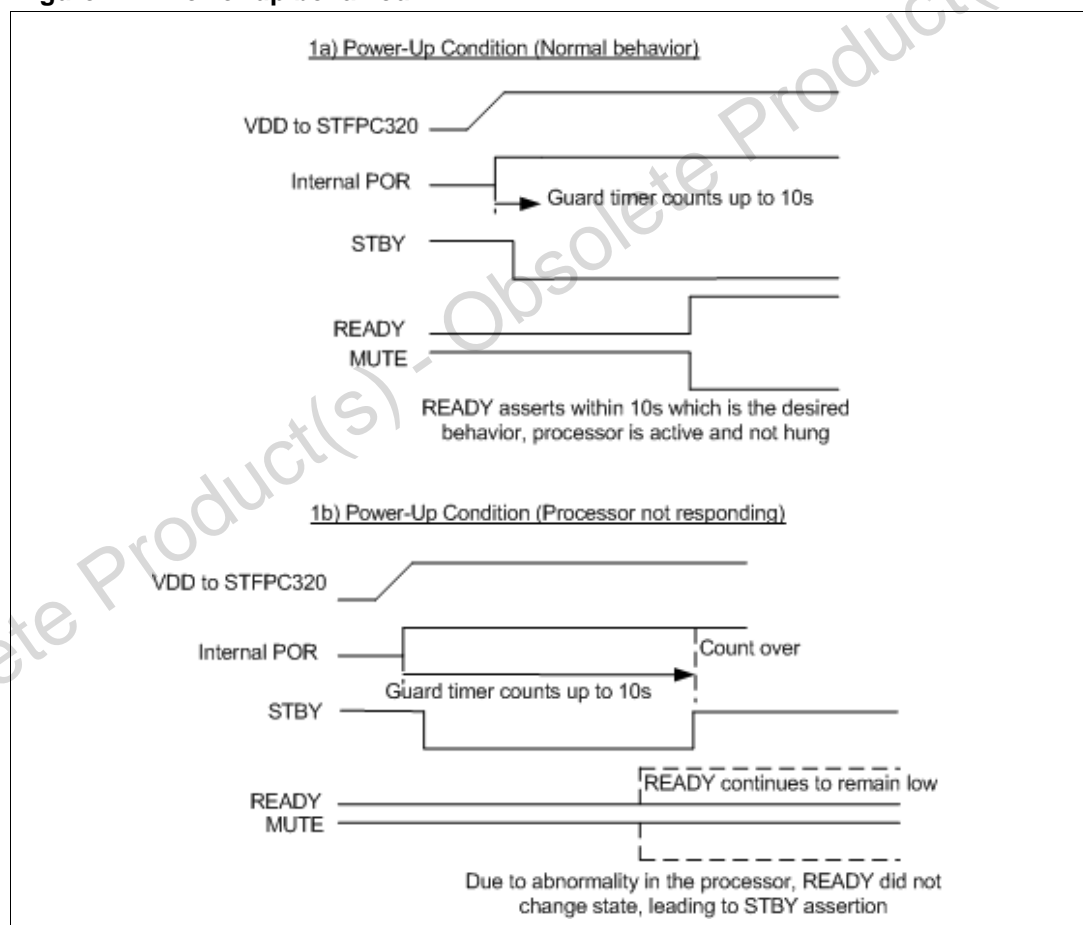 1a) Power-Up Condition (Normal behavior)
VDD to STFPC320
Internal POR
Guard timer counts up to 10s
STBY
READY
MUTE
READY asserts within 10s which is the desired
behavior, processor is active and not hung
1b) Power-Up Condition (Processor not responding)
VDD to STFPC320
Internal POR
Count over
Guard timer counts up to 10s
STBY
READY continues to remain low
READY
MUTE
Due to abnormality in the processor, READY did not
change state, leading to STBY assertion
ete Product(s) - Obsolete Product(